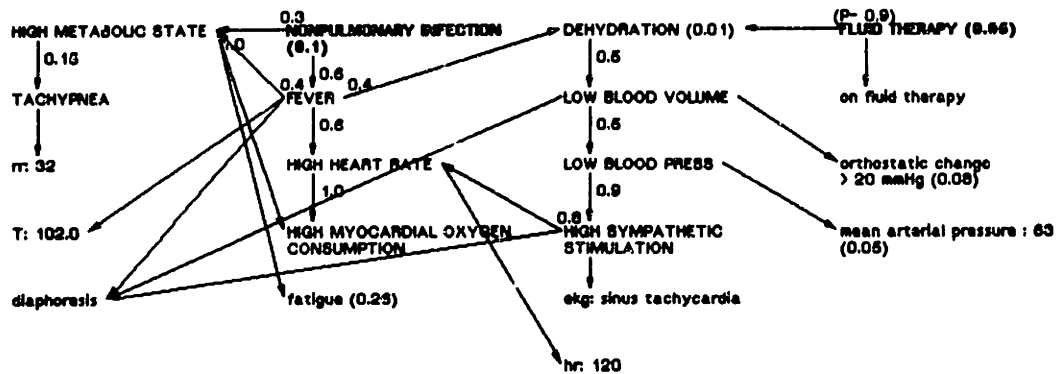 0.3
(P- 0.9)
HIGH METABOLIC STATE
NONPULMONARY INFECTION
(0.1)
DEHYDRATION (0.01)
FLUID THERAPY (0.05)
1.0
0.15
0.6
0.5
0.4
0.4
TACHYPNEA
FEVER
LOW BLOOD VOLUME
on fluid therapy
0.6
0.5
rr: 32
HIGH HEART RATE
LOW BLOOD PRESS
orthostatic change
> 20 mmHg (0.08)
1.0
0.9
T: 102.0
HIGH MYOCARDIAL OXYGEN
CONSUMPTION
HIGH SYMPATHETIC
STIMULATION
mean arterial pressure : 63
(0.05)
diaphoresis
fatigue (0.25)
ekg: sinus tachycardia
hr: 120